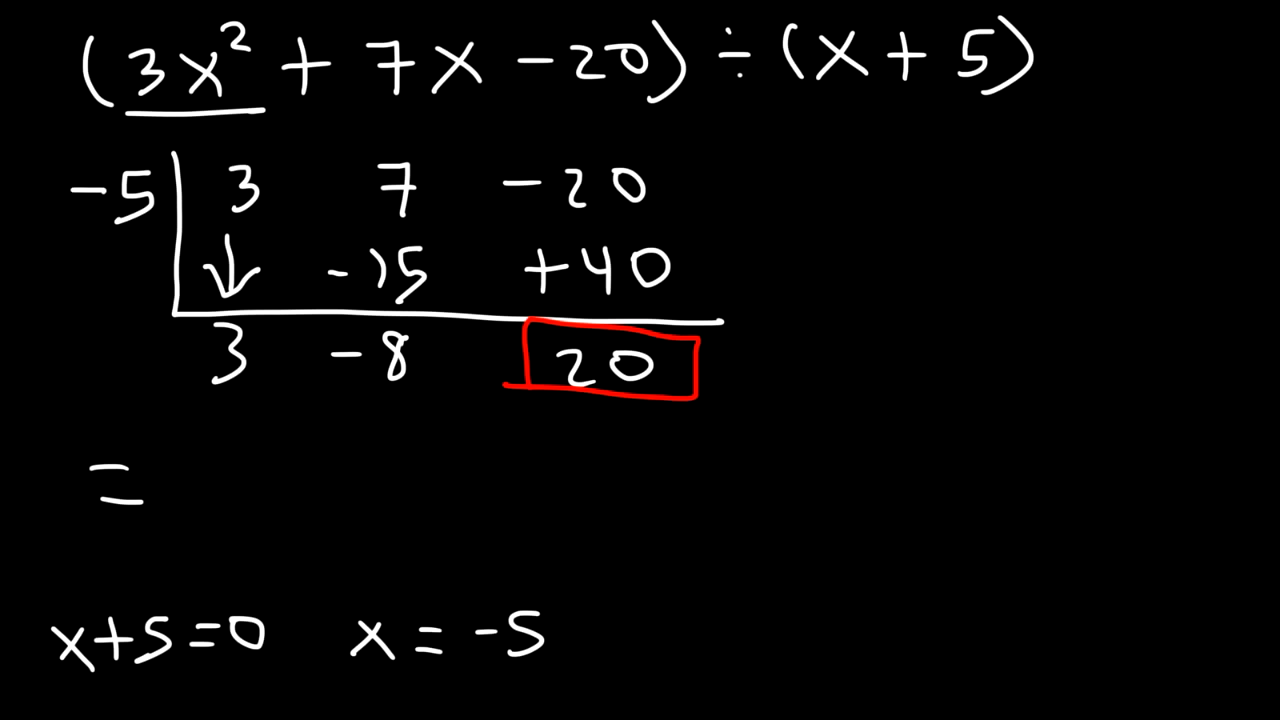 (3x² + 7x - 20) ÷ (x + 5)
-5 | 3 7 -20
↓ -15 +40
3 -8 20
=
x+5=0 x = -5